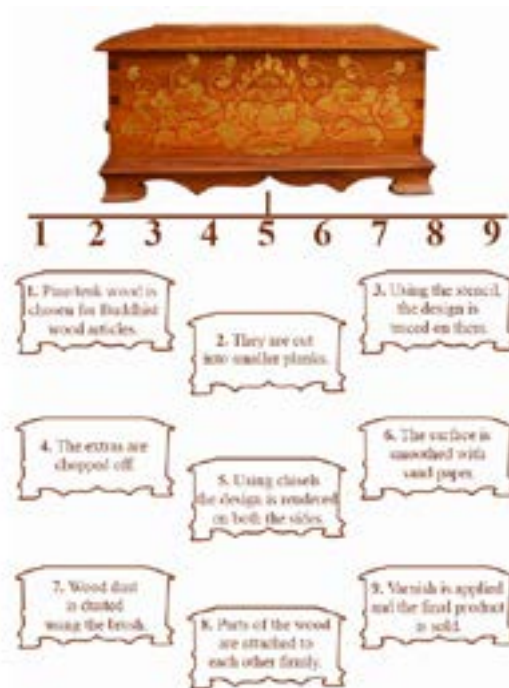 1 2 3 4 5 6 7 8 9
1. Pine/teak wood is
chosen for Buddhist
wood articles.
2. They are cut
into smaller planks.
3. Using the stencil,
the design is
traced on them.
4. The extras are
chopped off.
5. Using chisels
the design is rendered
on both the sides.
6. The surface is
smoothed with
sand paper.
7. Wood dust
is dusted
using the brush.
8. Parts of the wood
are attached to
each other firmly.
9. Varnish is applied
and the final product
is sold.